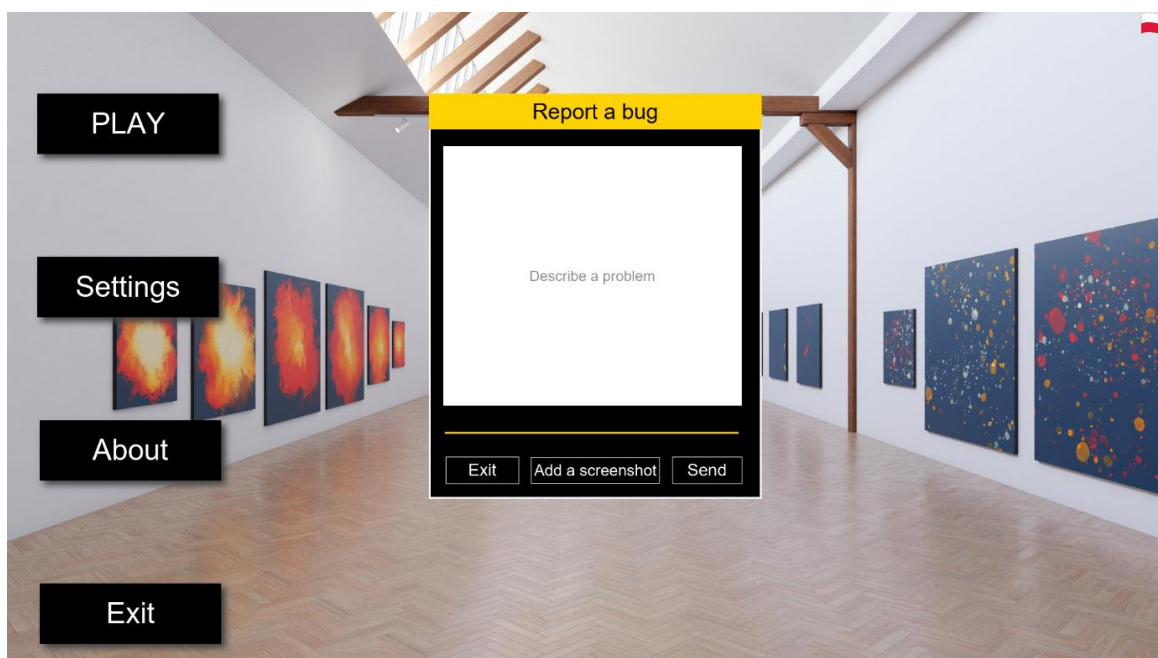 PLAY
Settings
About
Exit
Report a bug
Describe a problem
Exit
Add a screenshot
Send